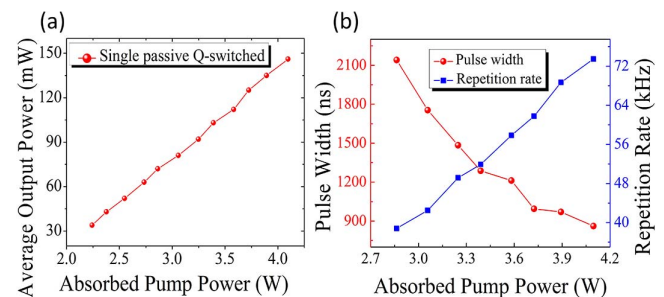 (a)
Single passive Q-switched
Average Output Power (mW)
150
120
90
60
30
2.0
2.5
3.0
3.5
4.0
Absorbed Pump Power (W)
(b)
Pulse width
Repetition rate
Pulse Width (ns)
2100
1800
1500
1200
900
72
64
56
48
40
Repetition Rate (kHz)
2.7
3.0
3.3
3.6
3.9
4.2
Absorbed Pump Power (W)